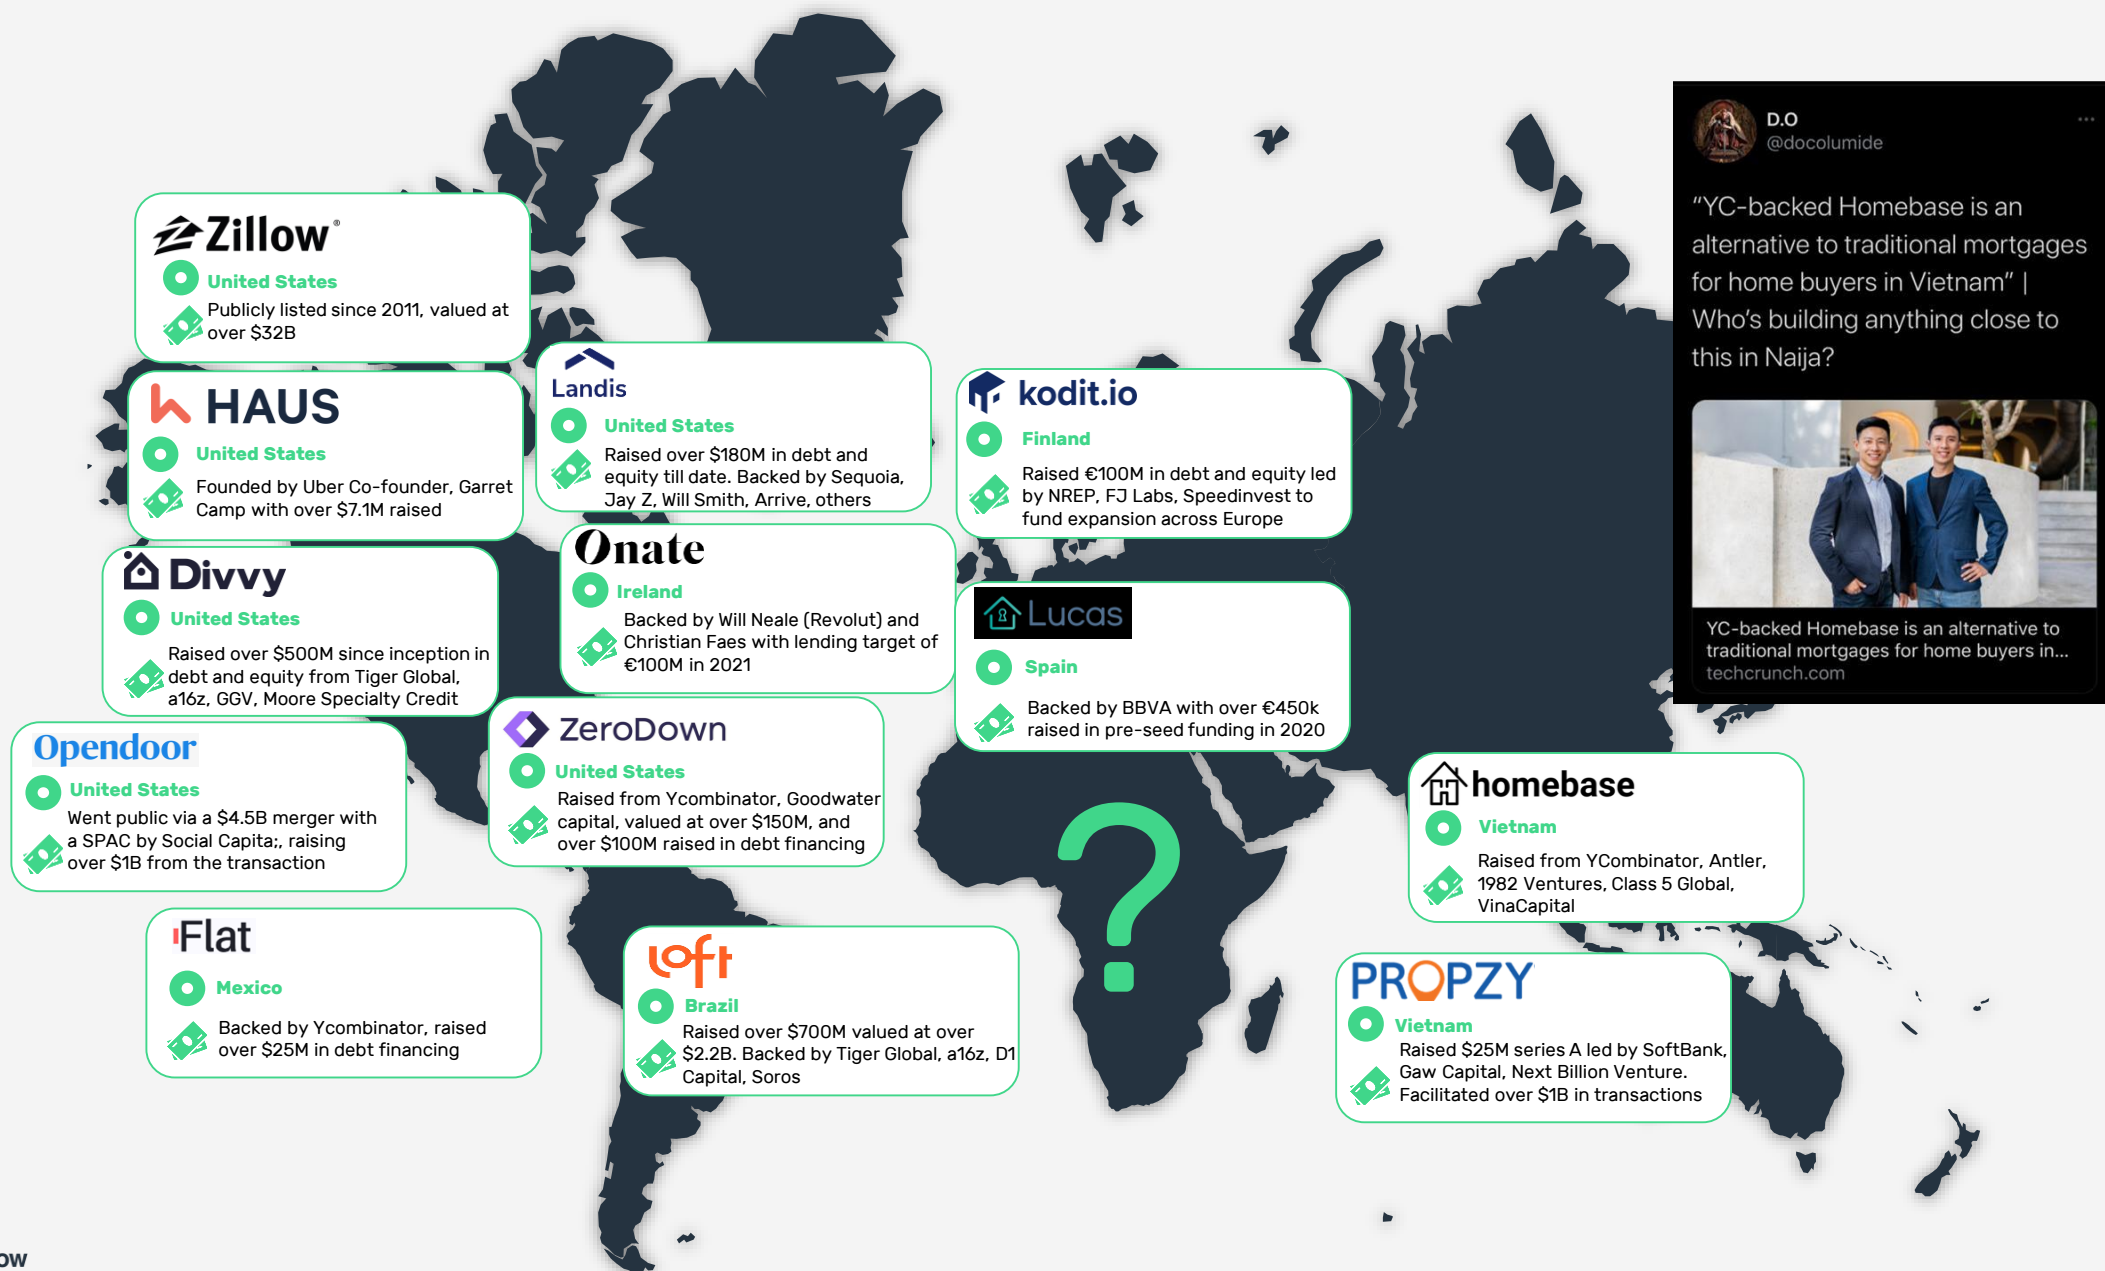 Zillow®
United States
Publicly listed since 2011, valued at
over $32B
HAUS
United States
Founded by Uber Co-founder, Garret
Camp with over $7.1M raised
Divvy
United States
Raised over $500M since inception in
debt and equity from Tiger Global,
a16z, GGV, Moore Specialty Credit
Opendoor
United States
Went public via a $4.5B merger with
a SPAC by Social Capita;, raising
over $1B from the transaction
Flat
Mexico
Backed by Ycombinator, raised
over $25M in debt financing
Landis
United States
Raised over $180M in debt and
equity till date. Backed by Sequoia,
Jay Z, Will Smith, Arrive, others
Onate
Ireland
Backed by Will Neale (Revolut) and
Christian Faes with lending target of
€100M in 2021
ZeroDown
United States
Raised from Ycombinator, Goodwater
capital, valued at over $150M, and
over $100M raised in debt financing
Loft
Brazil
Raised over $700M valued at over
$2.2B. Backed by Tiger Global, a16z, D1
Capital, Soros
kodit.io
Finland
Raised €100M in debt and equity led
by NREP, FJ Labs, Speedinvest to
fund expansion across Europe
Lucas
Spain
Backed by BBVA with over €450k
raised in pre-seed funding in 2020
?
homebase
Vietnam
Raised from YCombinator, Antler,
1982 Ventures, Class 5 Global,
VinaCapital
PROPZY
Vietnam
Raised $25M series A led by SoftBank,
Gaw Capital, Next Billion Venture.
Facilitated over $1B in transactions
D.O
@docolumide
"YC-backed Homebase is an
alternative to traditional mortgages
for home buyers in Vietnam" |
Who's building anything close to
this in Naija?
YC-backed Homebase is an alternative to
traditional mortgages for home buyers in...
techcrunch.com
ow